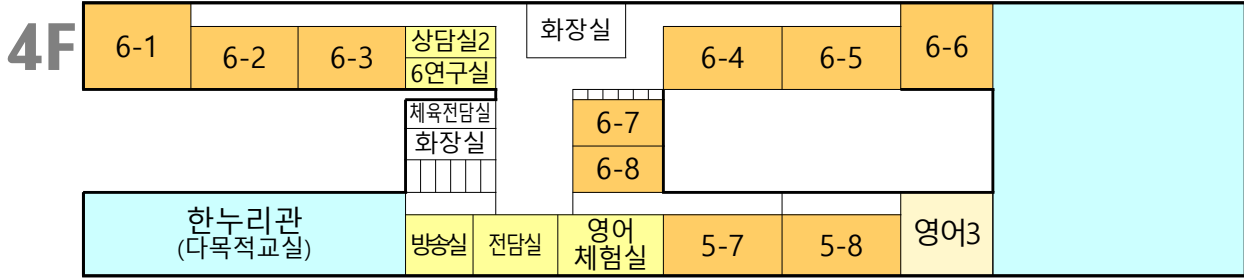 4F
6-1
6-2
6-3
상담실2
6연구실
화장실
6-4
6-5
6-6
체육전담실
화장실
6-7
6-8
한누리관
(다목적교실)
방송실
전담실
영어
체험실
5-7
5-8
영어3